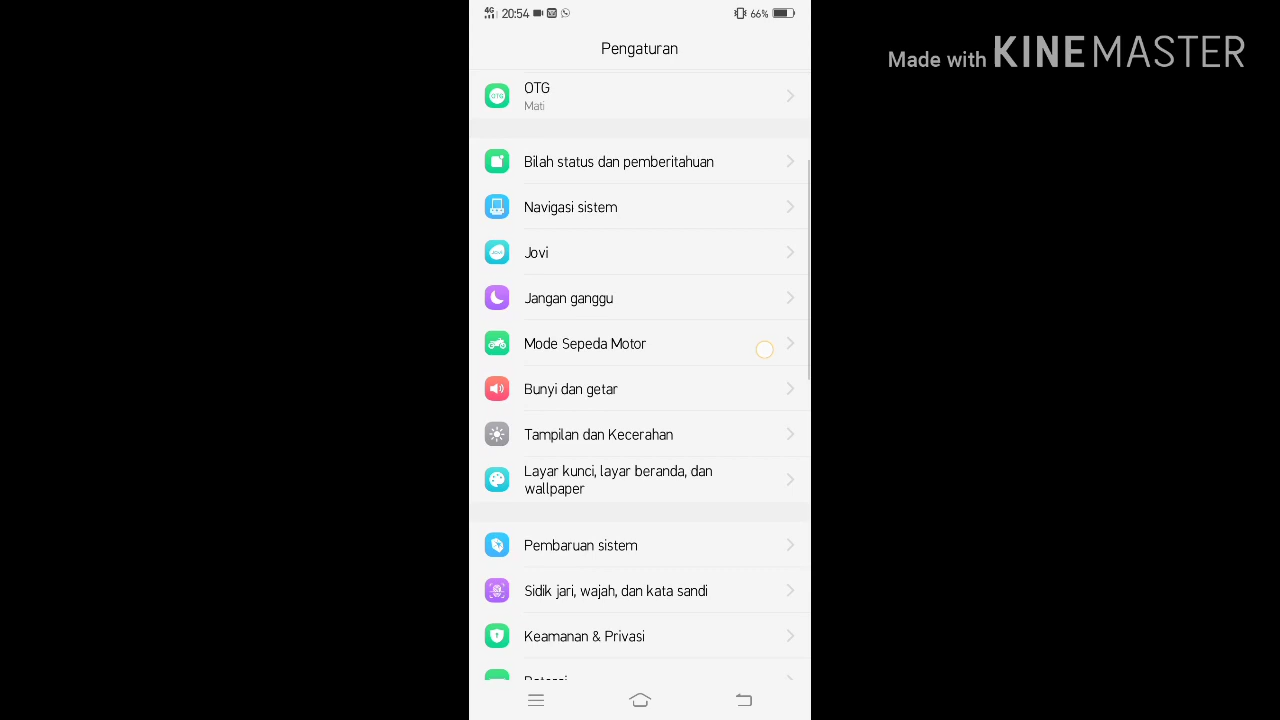 4G 20:54 66%
Made with KINEMASTER
Pengaturan
OTG
Mati
Bilah status dan pemberitahuan
Navigasi sistem
Jovi
Jangan ganggu
Mode Sepeda Motor
Bunyi dan getar
Tampilan dan Kecerahan
Layar kunci, layar beranda, dan
wallpaper
Pembaruan sistem
Sidik jari, wajah, dan kata sandi
Keamanan & Privasi